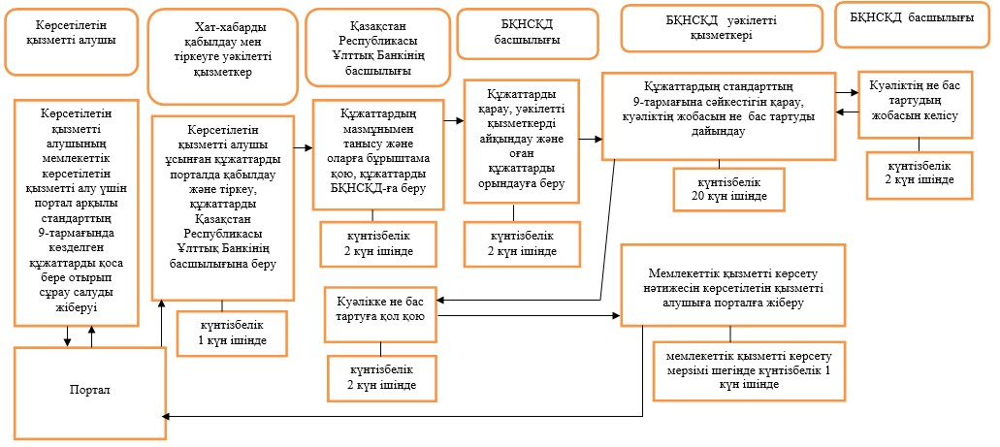 Көрсетілетін
қызметті алушы
Хат-хабарды
қабылдау мен
тіркеуге уәкілетті
қызметкер
Қазақстан
Республикасы
Ұлттық Банкінің
басшылығы
БҚНСҚД
басшылығы
БҚНСҚД уәкілетті
қызметкері
БҚНСҚД басшылығы
Көрсетілетін
қызметті
алушының
мемлекеттік
көрсетілетін
қызметті алу үшін
портал арқылы
стандарттың
9-тармағында
көзделген
құжаттарды қоса
бере отырып
сұрау салуды
жіберуі
Көрсетілетін
қызметті алушы
ұсынған құжаттарды
порталда қабылдау
және тіркеу,
құжаттарды
Қазақстан
Республикасы
Ұлттық Банкінің
басшылығына беру
Құжаттардың
мазмұнымен
танысу және
оларға бұрыштама
қою, құжаттарды
БҚНСҚД-ға беру
Құжаттарды
қарау, уәкілетті
қызметкерді
айқындау және
оған
құжаттарды
орындауға беру
Құжаттардың стандарттың
9-тармағына сәйкестігін қарау,
куәліктің жобасын не бас тартуды
дайындау
Куәліктің не бас
тартудың
жобасын келісу
күнтізбелік
2 күн ішінде
күнтізбелік
20 күн ішінде
күнтізбелік
2 күн ішінде
күнтізбелік
2 күн ішінде
Мемлекеттік қызметті көрсету
нәтижесін көрсетілетін қызметті
алушыға порталға жіберу
Куәлікке не бас
тартуға қол қою
күнтізбелік
1 күн ішінде
мемлекеттік қызметті көрсету
мерзімі шегінде күнтізбелік 1
күн ішінде
күнтізбелік
2 күн ішінде
Портал